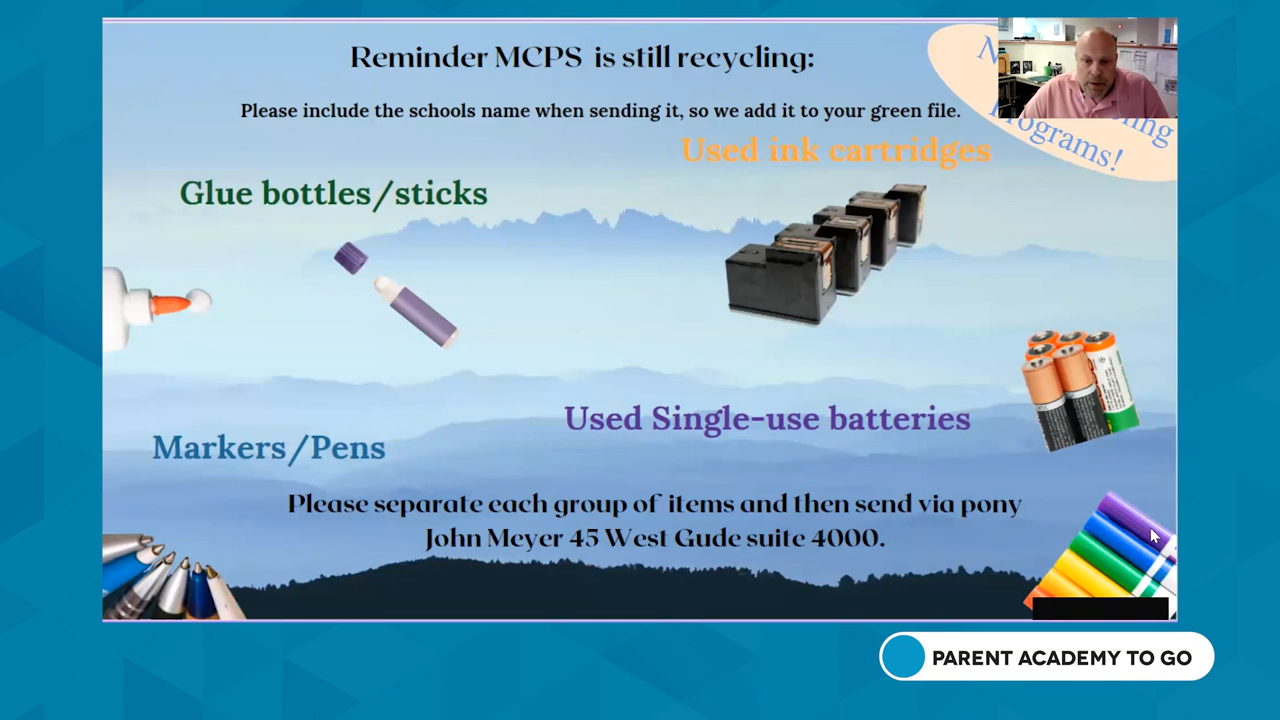 Reminder MCPS is still recycling:
Please include the schools name when sending it, so we add it to your green file.
Programs!
Used ink cartridges
Glue bottles/sticks
Used Single-use batteries
Markers/Pens
Please separate each group of items and then send via pony
John Meyer 45 West Gude suite 4000.
PARENT ACADEMY TO GO